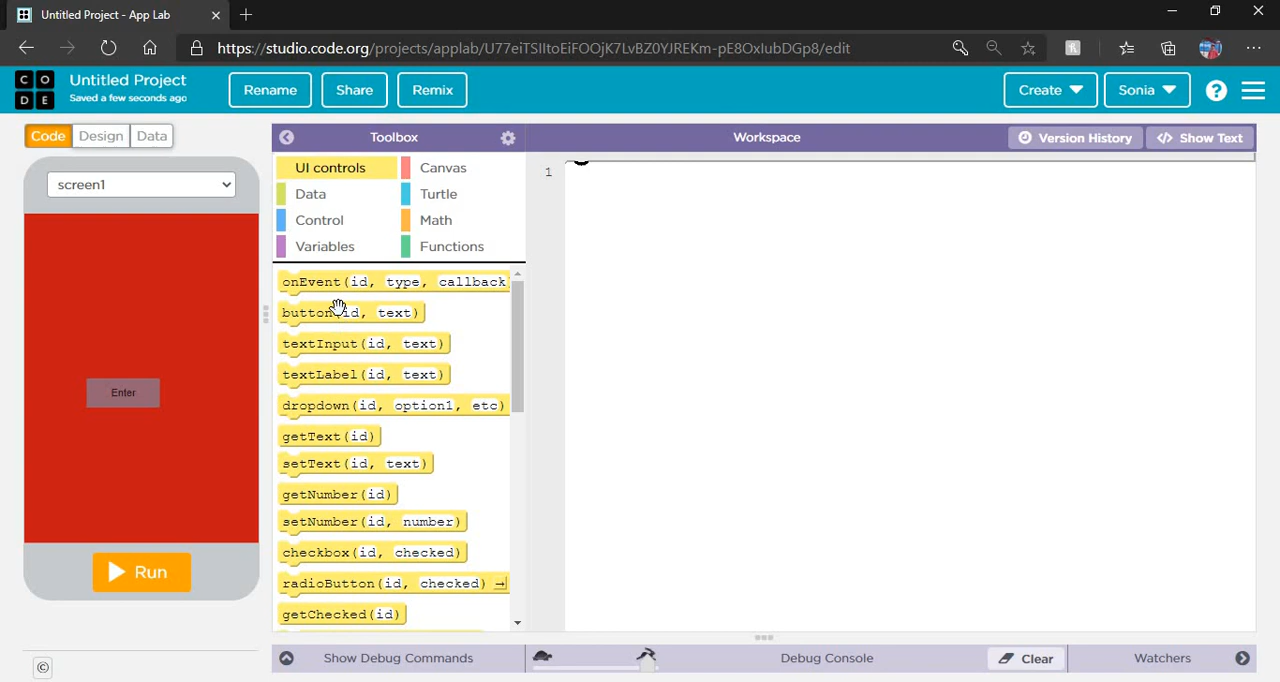 Untitled Project - App Lab
https://studio.code.org/projects/applab/U77eiTSIItoEiFOOjK7LvBZ0YJREKm-pE8OxIubDGp8/edit
C O D E
Untitled Project
Saved a few seconds ago
Rename
Share
Remix
Create
Sonia
?
Code
Design
Data
Toolbox
Workspace
Version History
</> Show Text
screen1
Enter
Run
UI controls
Canvas
Data
Turtle
Control
Math
Variables
Functions
onEvent(id, type, callback
button(id, text)
textInput(id, text)
textLabel(id, text)
dropdown(id, option1, etc)
getText(id)
setText(id, text)
getNumber(id)
setNumber(id, number)
checkbox(id, checked)
radioButton(id, checked)
getChecked(id)
1
©
Show Debug Commands
Debug Console
Clear
Watchers